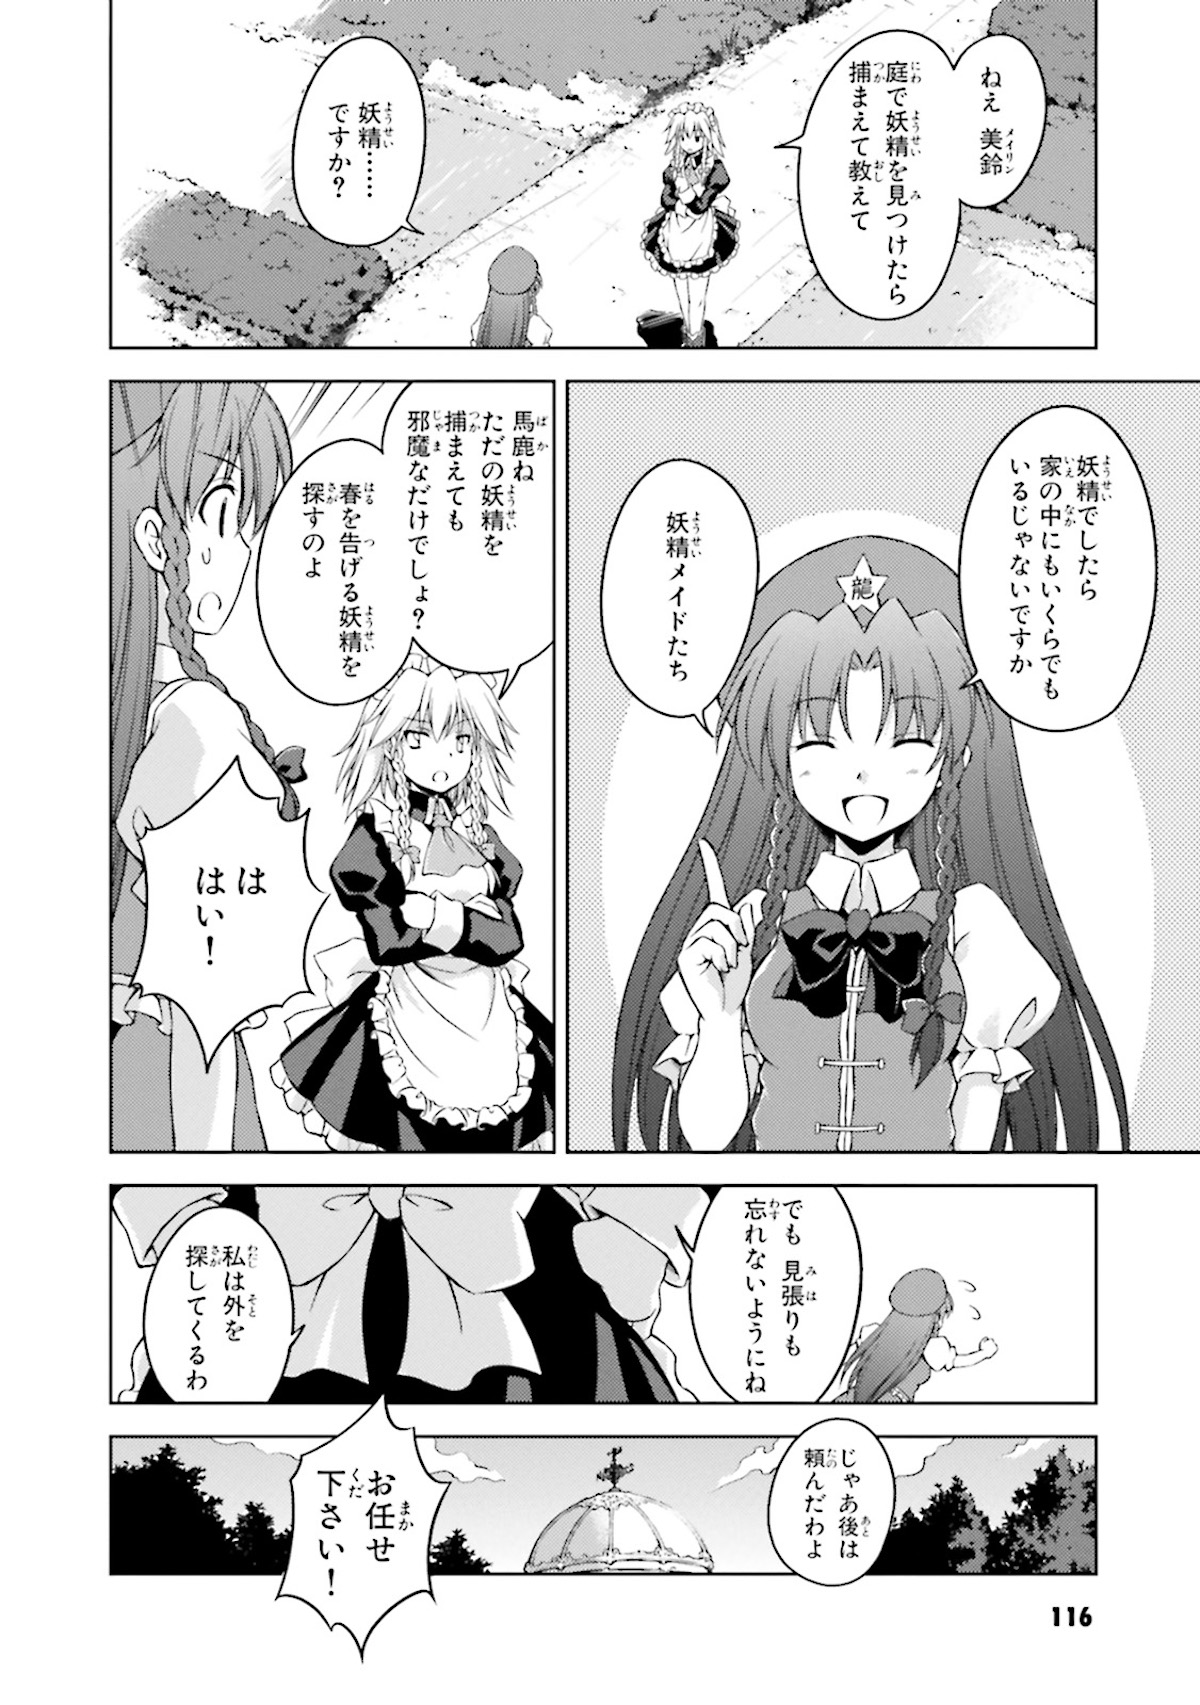 ねえ 美鈴
庭で妖精を見つけたら
捕まえて教えて
妖精……
ですか?
妖精でしたら
家の中にもいくらでも
いるじゃないですか
龍
妖精メイドたち
馬鹿ね
ただの妖精を
捕まえても
邪魔なだけでしょ?
春を告げる妖精を
探すのよ
は
はい!
でも 見張りも
忘れないようにね
私は外を
探してくるわ
じゃあ後は
頼んだわよ
お任せ
下さい!
116